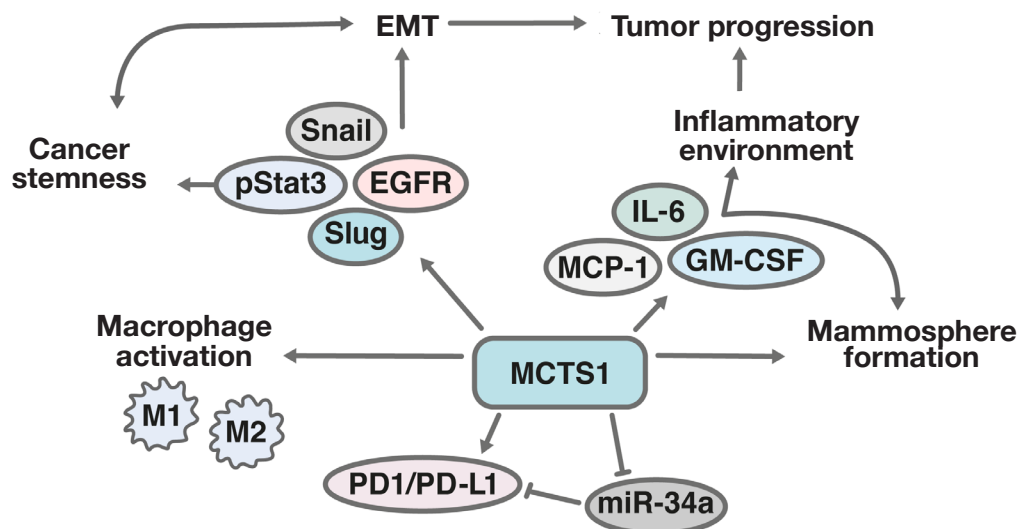 EMT
Tumor progression
Snail
Cancer
stemness
pStat3
EGFR
Slug
Inflammatory
environment
IL-6
MCP-1
GM-CSF
Macrophage
activation
M1
M2
MCTS1
Mammosphere
formation
PD1/PD-L1
miR-34a